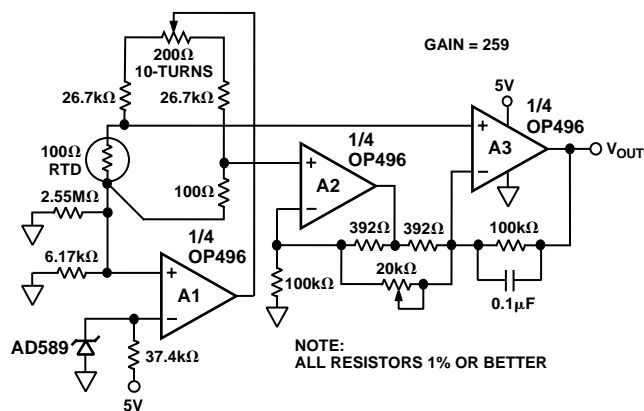 GAIN = 259
200Ω
10-TURNS
26.7kΩ
26.7kΩ
5V
1/4
OP496
+
A3
−
VOUT
100Ω
RTD
1/4
OP496
+
A2
−
100Ω
2.55MΩ
392Ω
392Ω
100kΩ
20kΩ
100kΩ
0.1μF
1/4
OP496
6.17kΩ
+
A1
−
AD589
37.4kΩ
5V
NOTE:
ALL RESISTORS 1% OR BETTER